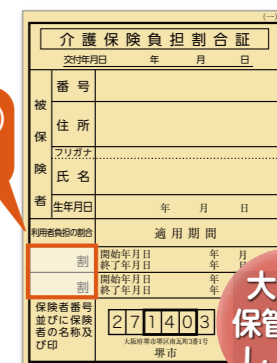 (一)
介護保険負担割合証
交付年月日 年 月 日
被保険者
番号
住所
フリガナ
氏名
生年月日 年 月 日
利用者負担の割合 適用期間
割 開始年月日 年 月
終了年月日 年
割 開始年月日 年
終了年月日 年
保険者番号並びに保険者の名称及び印
271403
大阪府堺市堺区南瓦町3番1号
堺市
大
保管